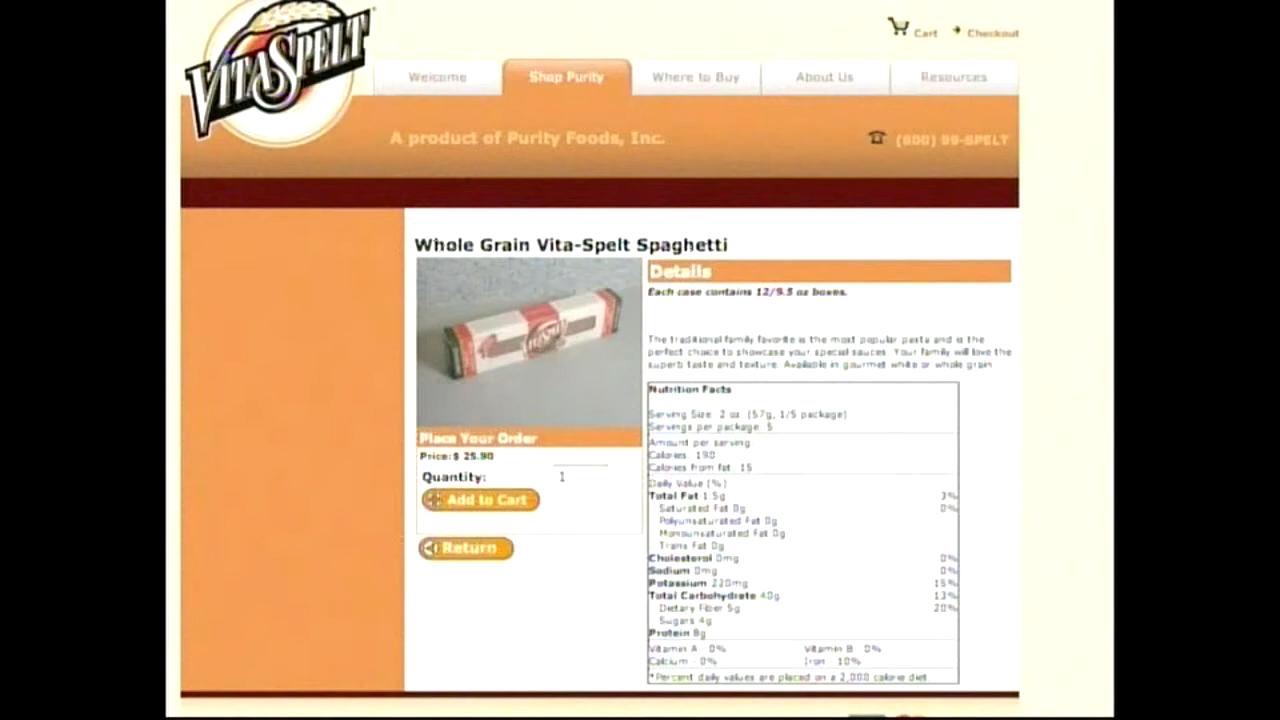 VITASPELT
Cart
Checkout
Welcome
Shop Purity
Where to Buy
About Us
Resources
A product of Purity Foods, Inc.
(800) 99-SPELT
Whole Grain Vita-Spelt Spaghetti
Details
Each case contains 12/9.5 oz boxes.
The traditional family favorite is the most popular pasta and is the
perfect choice to showcase your special sauces. Your family will love the
superb taste and texture. Available in gourmet white or whole grain
Place Your Order
Price:$ 25.90
Quantity: 1
Add to Cart
Return
Nutrition Facts
Serving Size: 2 oz. (57g, 1/5 package)
Servings per package: 5
Amount per serving
Calories: 190
Calories from fat: 15
Daily Value (%)
Total Fat 1.5g 3%
Saturated Fat 0g 0%
Polyunsaturated Fat 0g
Monounsaturated Fat 0g
Trans Fat 0g
Cholesterol 0mg 0%
Sodium 0mg 0%
Potassium 220mg 15%
Total Carbohydrate 40g 13%
Dietary Fiber 5g 20%
Sugars 4g
Protein 8g
Vitamin A · 0% Vitamin B · 0%
Calcium · 0% Iron · 10%
*Percent daily values are placed on a 2,000 calorie diet